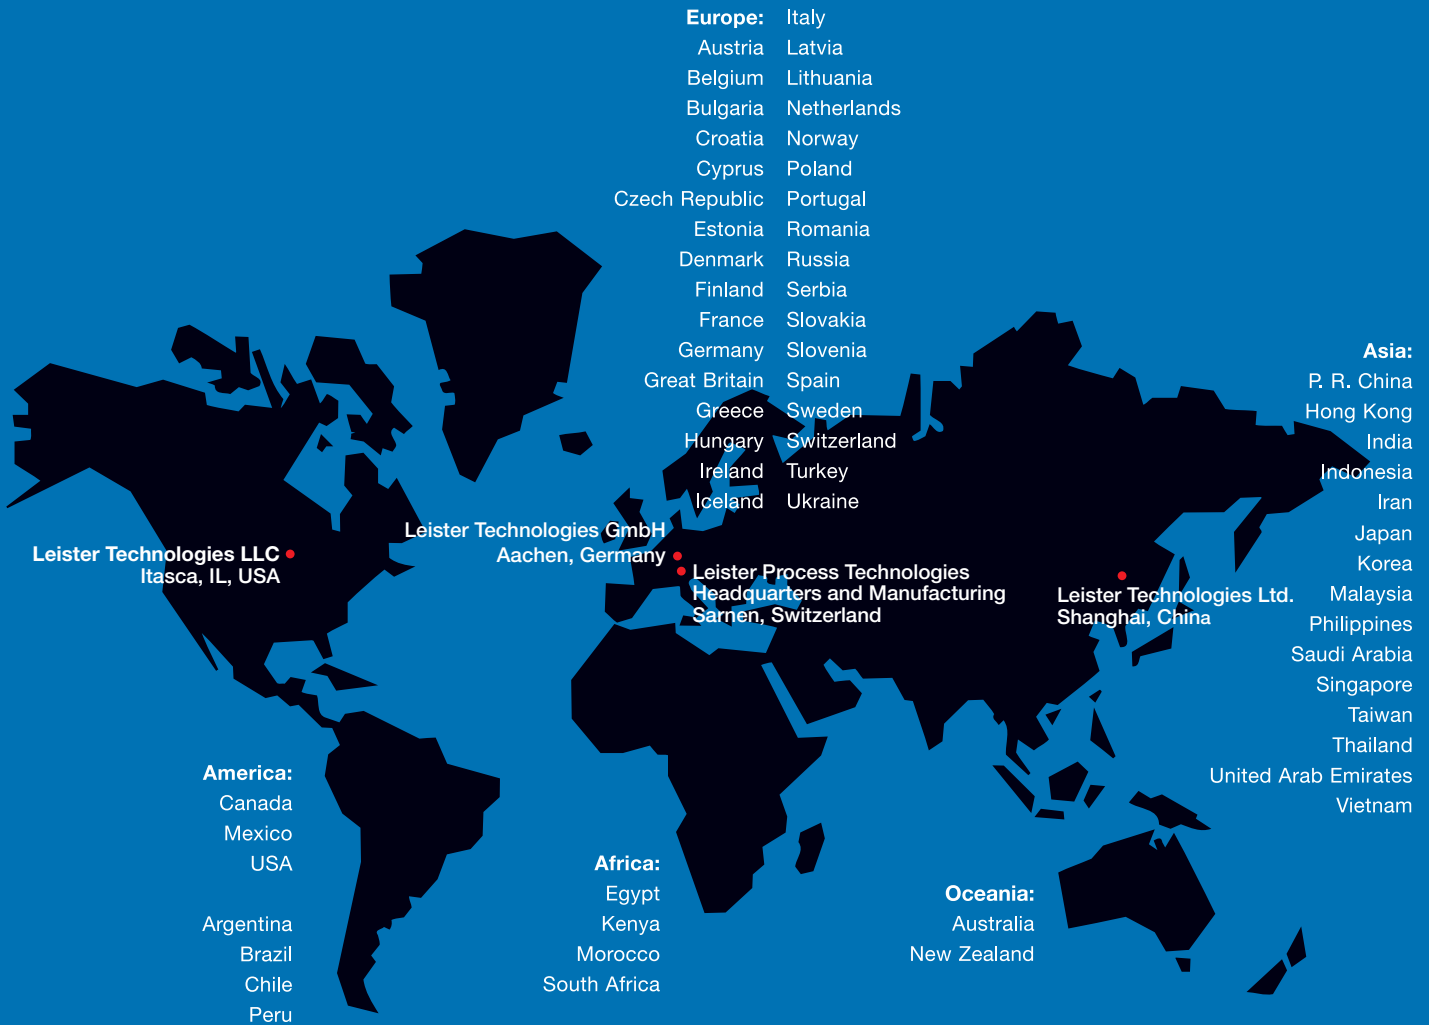 Europe:
Austria
Belgium
Bulgaria
Croatia
Cyprus
Czech Republic
Estonia
Denmark
Finland
France
Germany
Great Britain
Greece
Hungary
Ireland
Iceland
Italy
Latvia
Lithuania
Netherlands
Norway
Poland
Portugal
Romania
Russia
Serbia
Slovakia
Slovenia
Spain
Sweden
Switzerland
Turkey
Ukraine
Asia:
P. R. China
Hong Kong
India
Indonesia
Iran
Japan
Korea
Malaysia
Philippines
Saudi Arabia
Singapore
Taiwan
Thailand
United Arab Emirates
Vietnam
Leister Technologies LLC
Itasca, IL, USA
Leister Technologies GmbH
Aachen, Germany
Leister Process Technologies
Headquarters and Manufacturing
Sarnen, Switzerland
Leister Technologies Ltd.
Shanghai, China
America:
Canada
Mexico
USA
Argentina
Brazil
Chile
Peru
Africa:
Egypt
Kenya
Morocco
South Africa
Oceania:
Australia
New Zealand